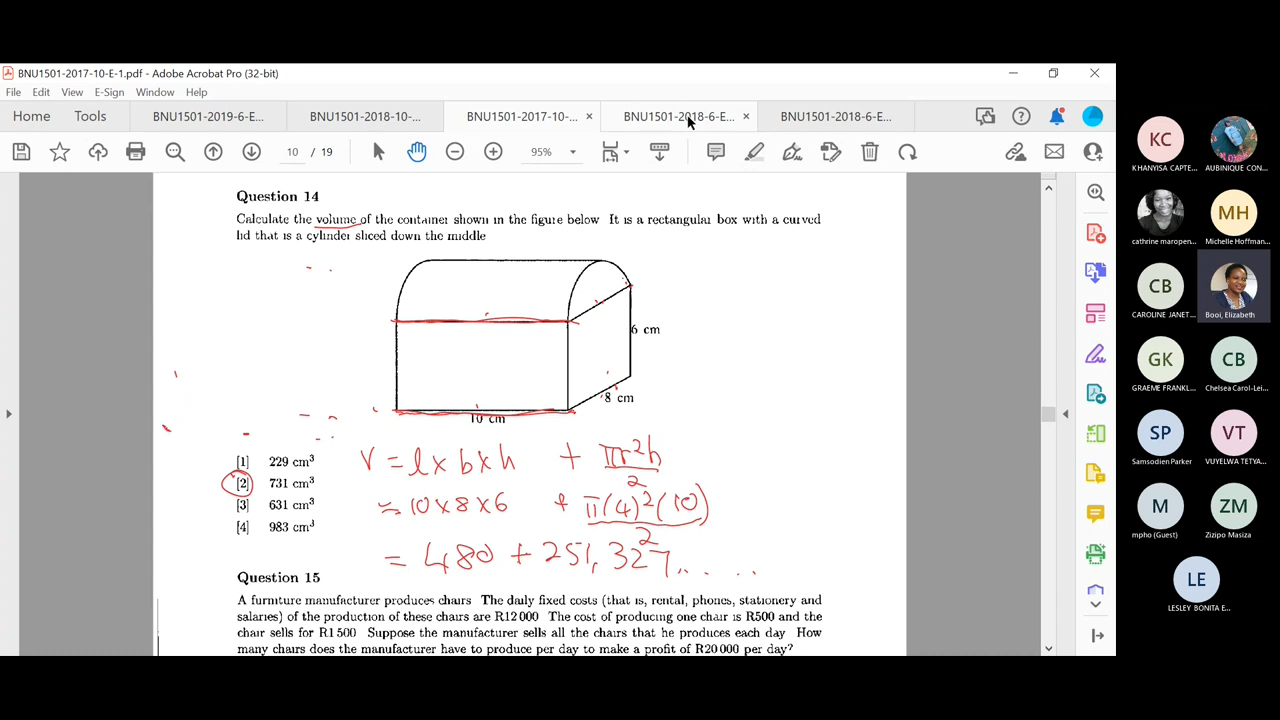 BNU1501-2017-10-E-1.pdf - Adobe Acrobat Pro (32-bit)
File Edit View E-Sign Window Help
Home Tools BNU1501-2019-6-E... BNU1501-2018-10-... BNU1501-2017-10-... × BNU1501-2018-6-E... × BNU1501-2018-6-E...
10 / 19 95%
Question 14
Calculate the volume of the container shown in the figure below It is a rectangular box with a curved
lid that is a cylinder sliced down the middle
6 cm
8 cm
10 cm
[1] 229 cm³
[2] 731 cm³
[3] 631 cm³
[4] 983 cm³
V = l x b x h + πr²h
2
= 10 x 8 x 6 + π(4)²(10)
2
= 480 + 251,327.....
Question 15
A furniture manufacturer produces chairs The daily fixed costs (that is, rental, phones, stationery and
salaries) of the production of these chairs are R12 000 The cost of producing one chair is R500 and the
chair sells for R1 500 Suppose the manufacturer sells all the chairs that he produces each day How
many chairs does the manufacturer have to produce per day to make a profit of R20 000 per day?
KC
KHANYISA CAPTE...
AUBINIQUE CON...
cathrine maropen...
MH
Michelle Hoffman...
CB
CAROLINE JANET...
Booi, Elizabeth
GK
GRAEME FRANKL...
CB
Chelsea Carol-Lei...
SP
Samsodien Parker
VT
VUYELWA TETYA...
M
mpho (Guest)
ZM
Zizipo Masiza
LE
LESLEY BONITA E...